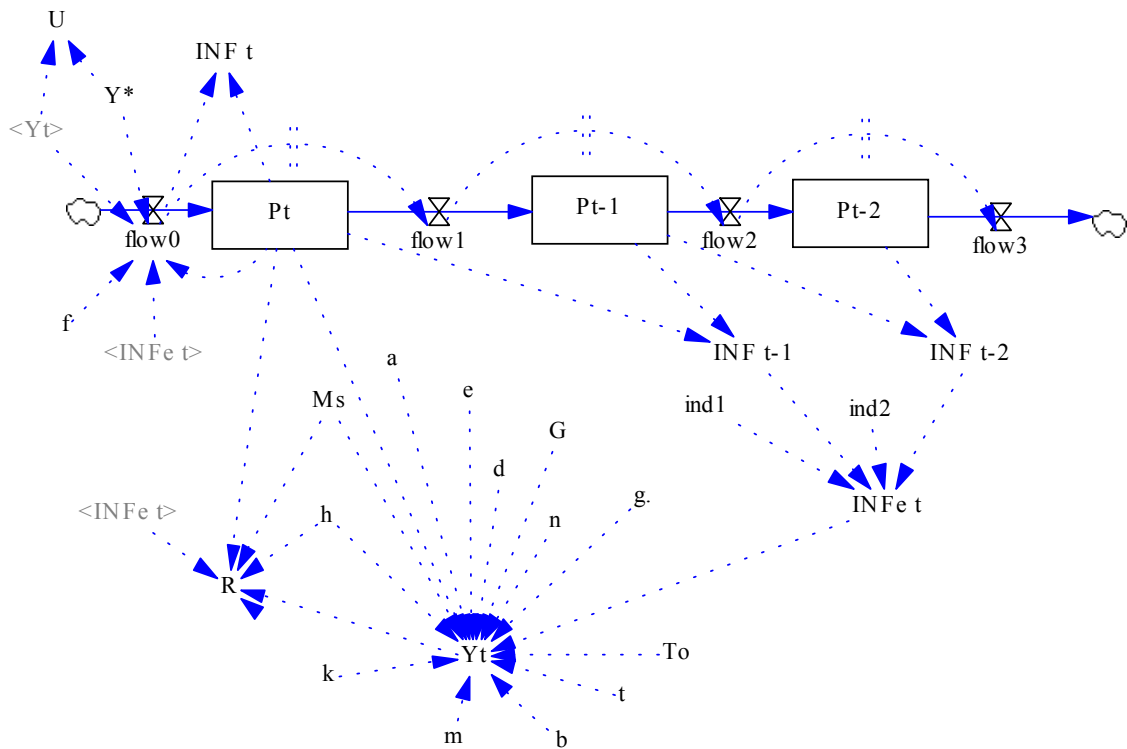 U
INF t
Y*
<Yt>
Pt
Pt-1
Pt-2
flow0
flow1
flow2
flow3
f
<INFe t>
INF t-1
INF t-2
a
e
Ms
ind1
ind2
G
d
g.
<INFe t>
h
n
INFe t
R
Yt
To
k
t
m
b